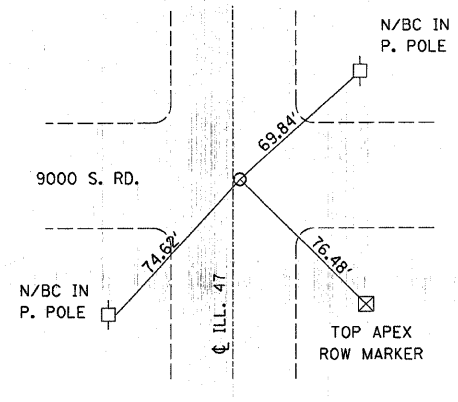 N/BC IN
P. POLE
69.84'
9000 S. RD.
74.62'
76.48'
N/BC IN
P. POLE
℄ ILL. 47
TOP APEX
ROW MARKER